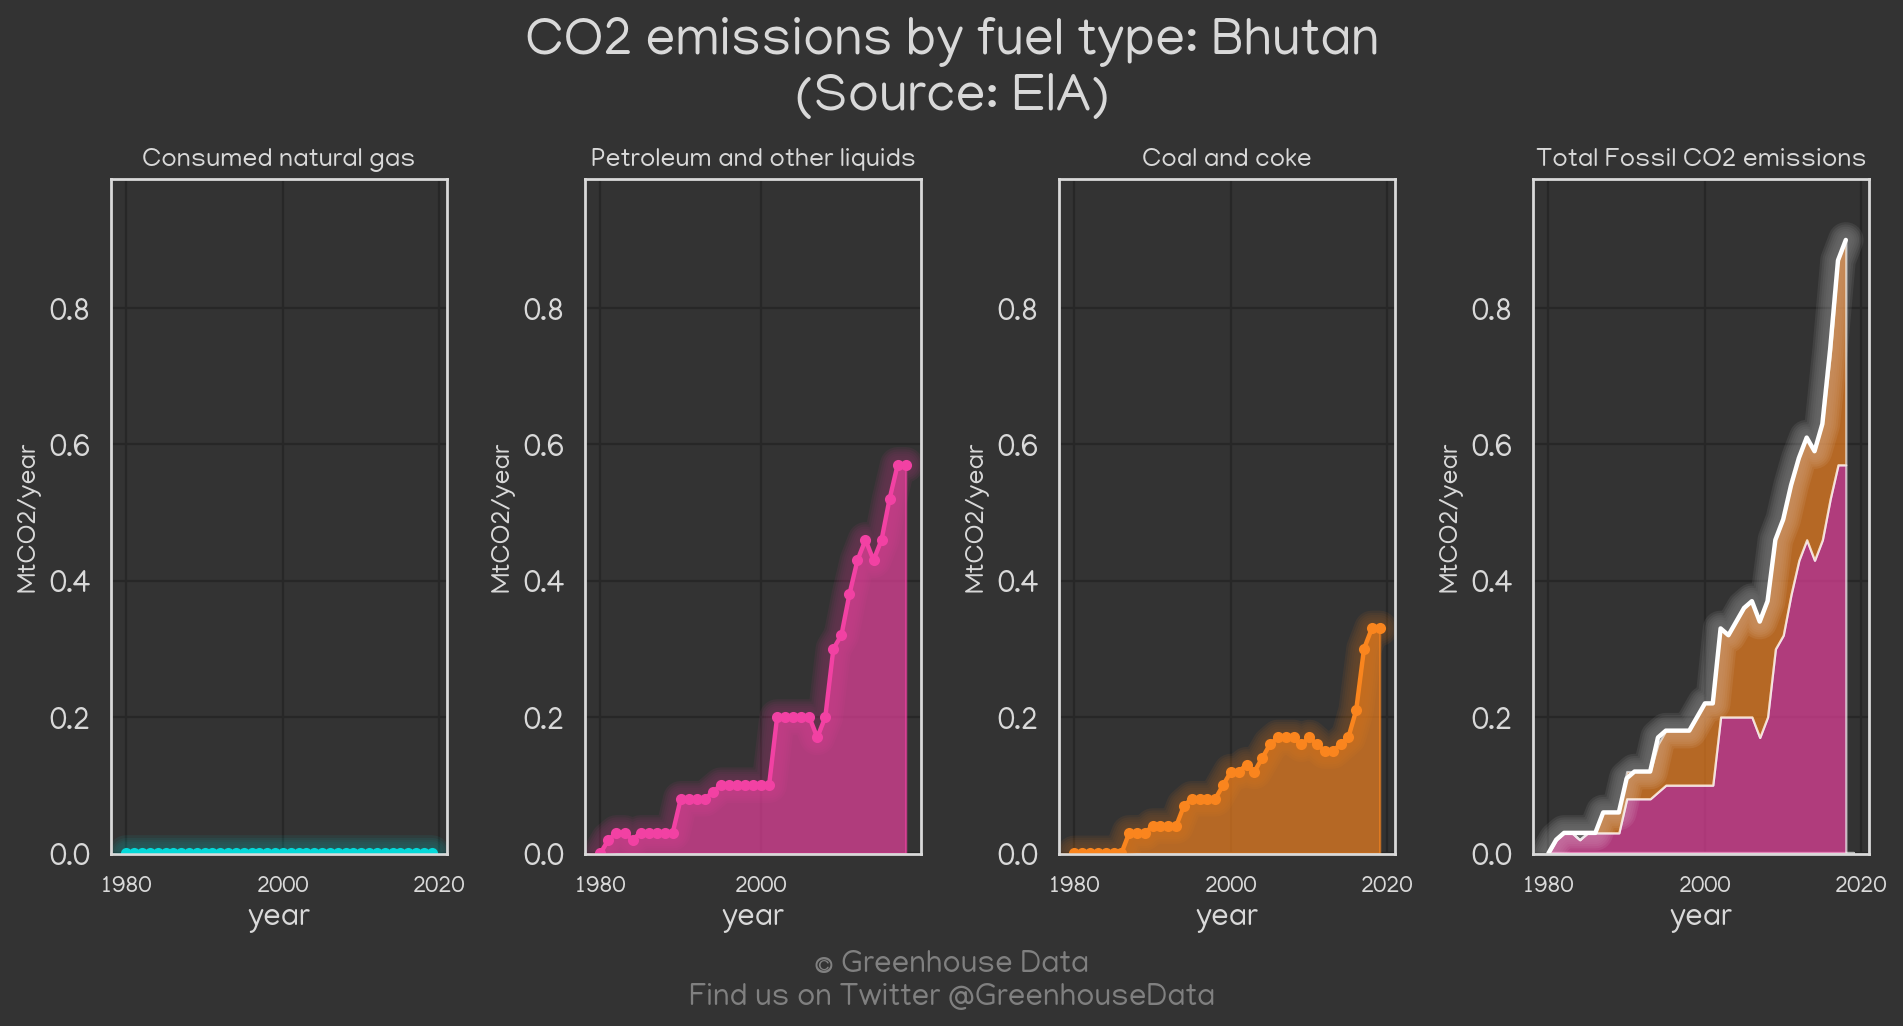 CO2 emissions by fuel type: Bhutan
(Source: EIA)
Consumed natural gas
Petroleum and other liquids
Coal and coke
Total Fossil CO2 emissions
MtCO2/year
0.8
0.6
0.4
0.2
0.0
1980 2000 2020
year
MtCO2/year
0.8
0.6
0.4
0.2
0.0
1980 2000
year
MtCO2/year
0.8
0.6
0.4
0.2
0.0
1980 2000 2020
year
MtCO2/year
0.8
0.6
0.4
0.2
0.0
1980 2000 2020
year
© Greenhouse Data
Find us on Twitter @GreenhouseData